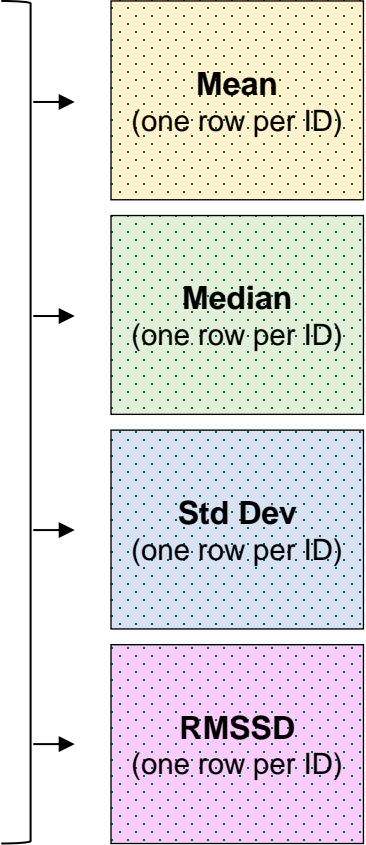 Mean
(one row per ID)
Median
(one row per ID)
Std Dev
(one row per ID)
RMSSD
(one row per ID)